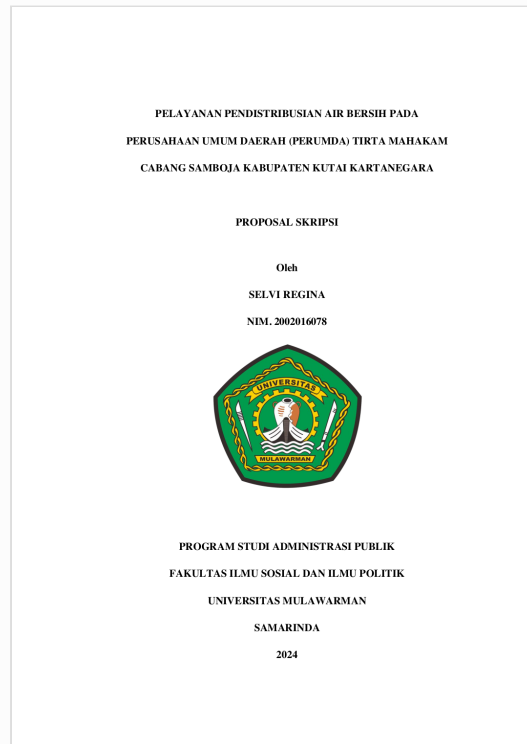 PELAYANAN PENDISTRIBUSIAN AIR BERSIH PADA
PERUSAHAAN UMUM DAERAH (PERUMDA) TIRTA MAHAKAM
CABANG SAMBOJA KABUPATEN KUTAI KARTANEGARA
PROPOSAL SKRIPSI
Oleh
SELVI REGINA
NIM. 2002016078
UNIVERSITAS
MULAWARMAN
PROGRAM STUDI ADMINISTRASI PUBLIK
FAKULTAS ILMU SOSIAL DAN ILMU POLITIK
UNIVERSITAS MULAWARMAN
SAMARINDA
2024